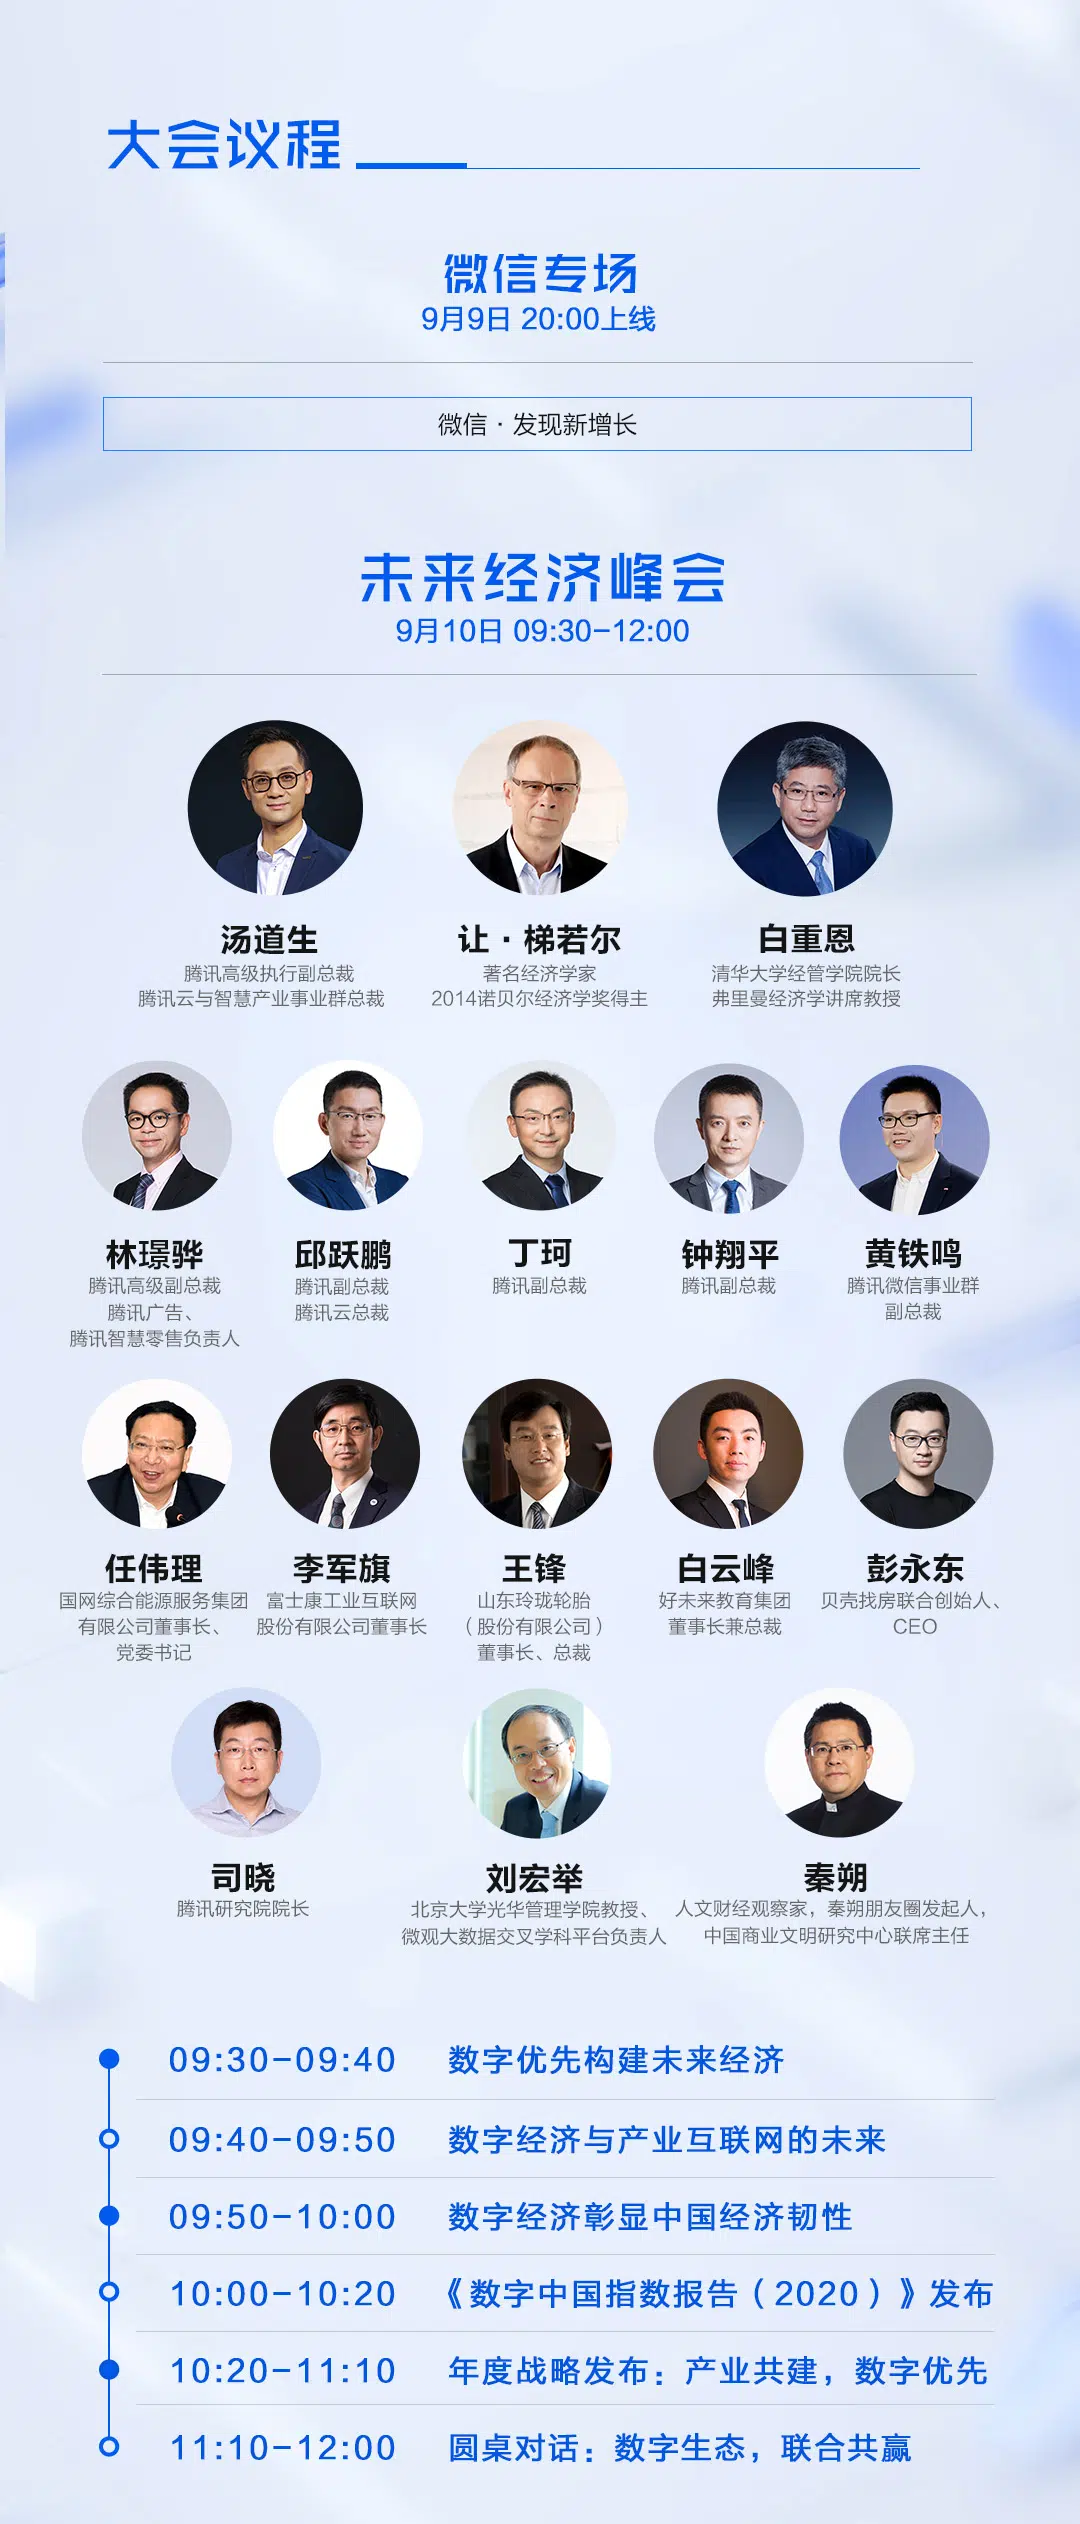 大会议程
微信专场
9月9日 20:00上线
微信·发现新增长
未来经济峰会
9月10日 09:30-12:00
汤道生
腾讯高级执行副总裁
腾讯云与智慧产业事业群总裁
让·梯若尔
著名经济学家
2014诺贝尔经济学奖得主
白重恩
清华大学经管学院院长
弗里曼经济学讲席教授
林璟骅
腾讯高级副总裁
腾讯广告、
腾讯智慧零售负责人
邱跃鹏
腾讯副总裁
腾讯云总裁
丁珂
腾讯副总裁
钟翔平
腾讯副总裁
黄铁鸣
腾讯微信事业群
副总裁
任伟理
国网综合能源服务集团
有限公司董事长、
党委书记
李军旗
富士康工业互联网
股份有限公司董事长
王锋
山东玲珑轮胎
（股份有限公司）
董事长、总裁
白云峰
好未来教育集团
董事长兼总裁
彭永东
贝壳找房联合创始人、
CEO
司晓
腾讯研究院院长
刘宏举
北京大学光华管理学院教授、
微观大数据交叉学科平台负责人
秦朔
人文财经观察家，秦朔朋友圈发起人，
中国商业文明研究中心联席主任
09:30-09:40 数字优先构建未来经济
09:40-09:50 数字经济与产业互联网的未来
09:50-10:00 数字经济彰显中国经济韧性
10:00-10:20 《数字中国指数报告（2020）》发布
10:20-11:10 年度战略发布：产业共建，数字优先
11:10-12:00 圆桌对话：数字生态，联合共赢